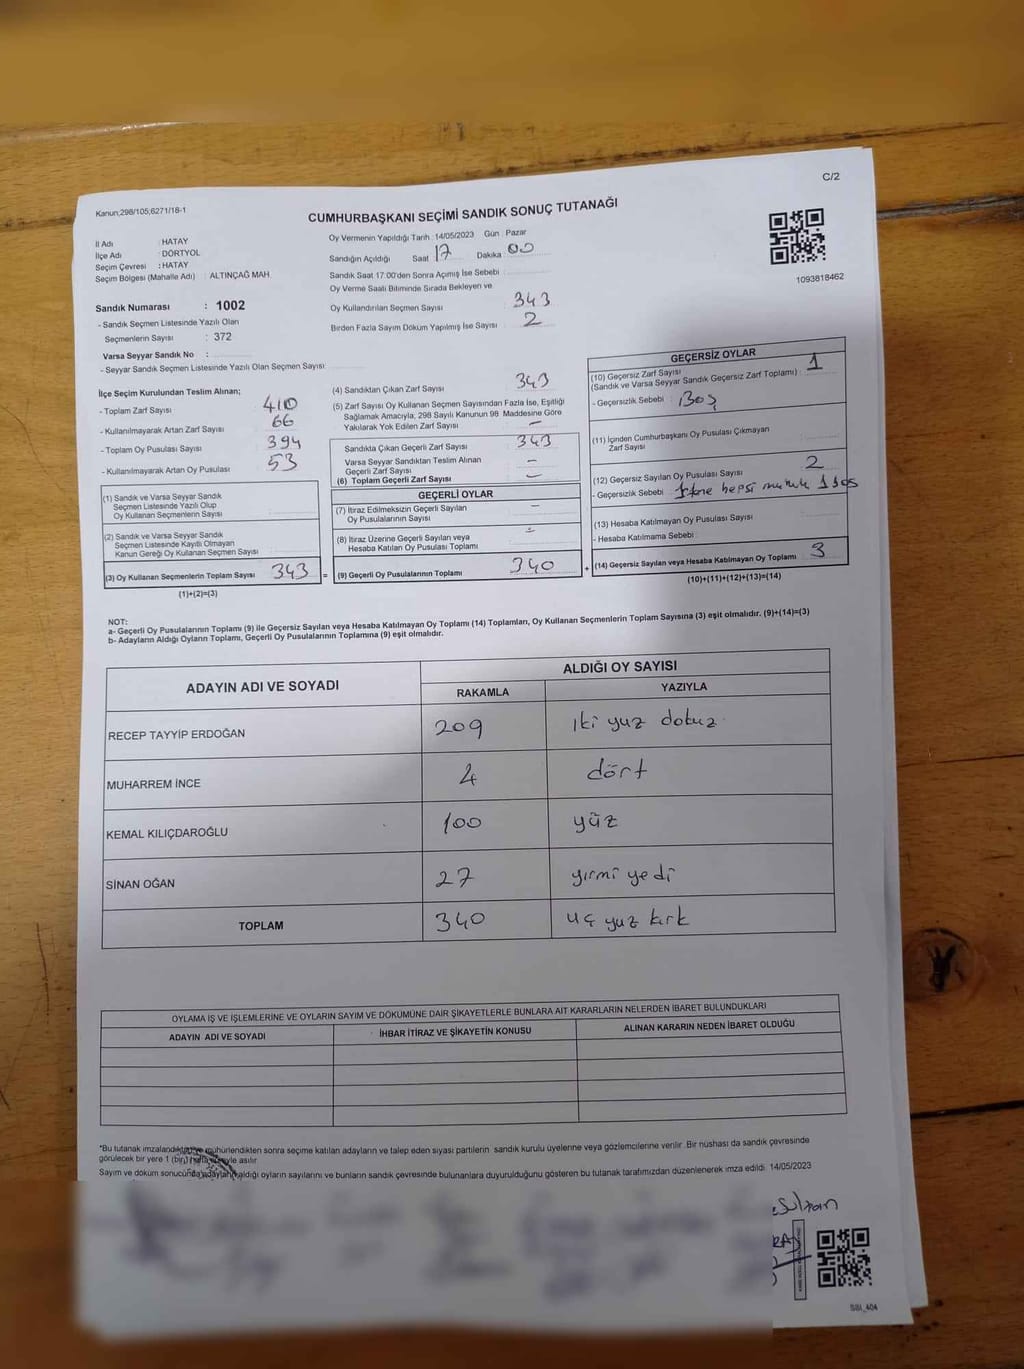 C/2
Kanun;298/105,6271/18-1
CUMHURBAŞKANI SEÇİMİ SANDIK SONUÇ TUTANAĞI
1093818462
İl Adı : HATAY
İlçe Adı : DÖRTYOL
Seçim Çevresi : HATAY
Seçim Bölgesi (Mahalle Adı) : ALTINÇAĞ MAH.
Sandık Numarası : 1002
- Sandık Seçmen Listesinde Yazılı Olan
Seçmenlerin Sayısı : 372
Varsa Seyyar Sandık No :
- Seyyar Sandık Seçmen Listesinde Yazılı Olan Seçmen Sayısı:
Oy Vermenin Yapıldığı Tarih : 14/05/2023 Gün : Pazar
Sandığın Açıldığı Saat 17 Dakika 00
Sandık Saat 17:00'den Sonra Açımış İse Sebebi :
Oy Verme Saati Bitiminde Sırada Bekleyen ve
Oy Kullandırılan Seçmen Sayısı 343
Birden Fazla Sayım Döküm Yapılmış İse Sayısı 2
İlçe Seçim Kurulundan Teslim Alınan;
- Toplam Zarf Sayısı 410
- Kullanılmayarak Artan Zarf Sayısı 66
- Toplam Oy Pusulası Sayısı 394
- Kullanılmayarak Artan Oy Pusulası 53
(1) Sandık ve Varsa Seyyar Sandık
Seçmen Listesinde Yazılı Olup
Oy Kullanan Seçmenlerin Sayısı
(2) Sandık ve Varsa Seyyar Sandık
Seçmen Listesinde Kayıtlı Olmayan
Kanun Gereği Oy Kullanan Seçmen Sayısı
(3) Oy Kullanan Seçmenlerin Toplam Sayısı 343 =
(1)+(2)=(3)
(4) Sandıktan Çıkan Zarf Sayısı 343
(5) Zarf Sayısı Oy Kullanan Seçmen Sayısından Fazla İse, Eşitliği
Sağlamak Amacıyla, 298 Sayılı Kanunun 98. Maddesine Göre
Yakılarak Yok Edilen Zarf Sayısı –
Sandıkta Çıkan Geçerli Zarf Sayısı 343
Varsa Seyyar Sandıktan Teslim Alınan
Geçerli Zarf Sayısı –
(6) Toplam Geçerli Zarf Sayısı –
GEÇERLİ OYLAR
(7) İtiraz Edilmeksizin Geçerli Sayılan
Oy Pusulalarının Sayısı –
(8) İtiraz Üzerine Geçerli Sayılan veya
Hesaba Katılan Oy Pusulası Toplamı
(9) Geçerli Oy Pusulalarının Toplamı 340 +
GEÇERSİZ OYLAR
(10) Geçersiz Zarf Sayısı
(Sandık ve Varsa Seyyar Sandık Geçersiz Zarf Toplamı) : 1
- Geçersizlik Sebebi : Boş
(11) İçinden Cumhurbaşkanı Oy Pusulası Çıkmayan
Zarf Sayısı
(12) Geçersiz Sayılan Oy Pusulası Sayısı 2
- Geçersizlik Sebebi : 1 tane hepsi
(13) Hesaba Katılmayan Oy Pusulası Sayısı
- Hesaba Katılmama Sebebi :
(14) Geçersiz Sayılan veya Hesaba Katılmayan Oy Toplamı 3
(10)+(11)+(12)+(13)=(14)
NOT:
a- Geçerli Oy Pusulalarının Toplamı (9) ile Geçersiz Sayılan veya Hesaba Katılmayan Oy Toplamı (14) Toplamları, Oy Kullanan Seçmenlerin Toplam Sayısına (3) eşit olmalıdır. (9)+(14)=(3)
b- Adayların Aldığı Oyların Toplamı, Geçerli Oy Pusulalarının Toplamına (9) eşit olmalıdır.
ADAYIN ADI VE SOYADI ALDIĞI OY SAYISI
RAKAMLA YAZIYLA
RECEP TAYYİP ERDOĞAN 209 iki yuz dokuz
MUHARREM İNCE 4 dört
KEMAL KILIÇDAROĞLU 100 yüz
SİNAN OĞAN 27 yırmi yedi
TOPLAM 340 uç yuz kırk
OYLAMA İŞ VE İŞLEMLERİNE VE OYLARIN SAYIM VE DÖKÜMÜNE DAİR ŞİKAYETLERLE BUNLARA AİT KARARLARIN NELERDEN İBARET BULUNDUKLARI
ADAYIN ADI VE SOYADI İHBAR İTİRAZ VE ŞİKAYETİN KONUSU ALINAN KARARIN NEDEN İBARET OLDUĞU
*Bu tutanak imzalandıktan ve mühürlendikten sonra seçime katılan adayların ve talep eden siyasi partilerin sandık kurulu üyelerine veya gözlemcilerine verilir. Bir nüshası da sandık çevresinde
görülecek bir yere 1 (bir) hafta süreyle asılır.
Sayım ve döküm sonucunda adayların aldığı oyların sayılarını ve bunların sandık çevresinde bulunanlara duyurulduğunu gösteren bu tutanak tarafımızdan düzenlenerek imza edildi. 14/05/2023
Sultan
SSI_404